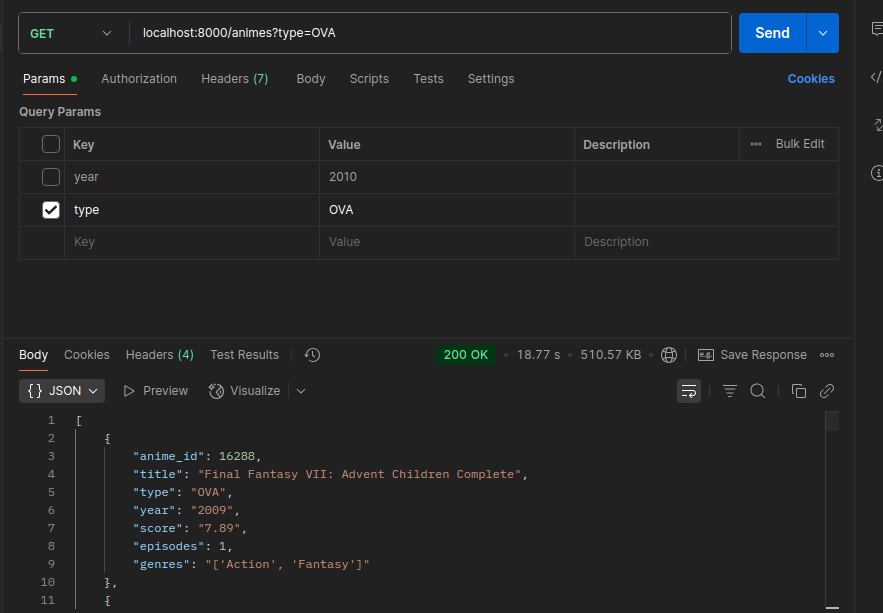 GET localhost:8000/animes?type=OVA Send
Params Authorization Headers (7) Body Scripts Tests Settings Cookies
Query Params
Key Value Description Bulk Edit
year 2010
type OVA
Key Value Description
Body Cookies Headers (4) Test Results 200 OK • 18.77 s • 510.57 KB • e.g. Save Response
{} JSON Preview Visualize
1 [
2 {
3 "anime_id": 16288,
4 "title": "Final Fantasy VII: Advent Children Complete",
5 "type": "OVA",
6 "year": "2009",
7 "score": "7.89",
8 "episodes": 1,
9 "genres": "['Action', 'Fantasy']"
10 },
11 {